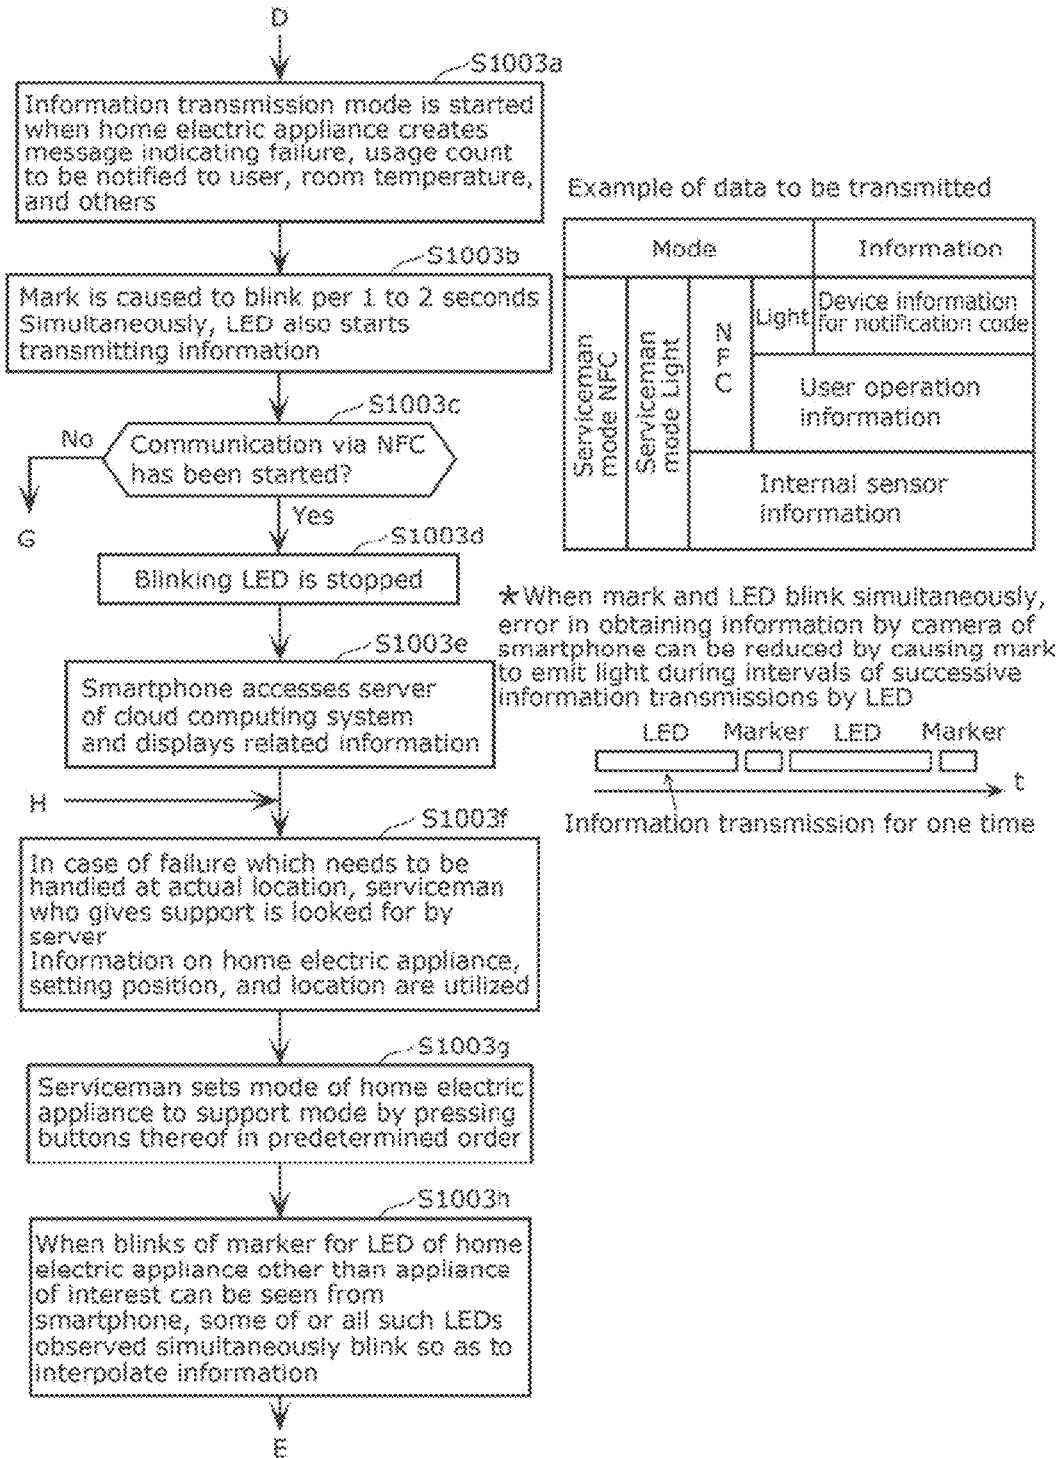 D
S1003a
Information transmission mode is started
when home electric appliance creates
message indicating failure, usage count
to be notified to user, room temperature,
and others
S1003b
Mark is caused to blink per 1 to 2 seconds
Simultaneously, LED also starts
transmitting information
S1003c
Communication via NFC
has been started?
No
G
Yes
S1003d
Blinking LED is stopped
S1003e
Smartphone accesses server
of cloud computing system
and displays related information
H
S1003f
In case of failure which needs to be
handled at actual location, serviceman
who gives support is looked for by
server
Information on home electric appliance,
setting position, and location are utilized
S1003g
Serviceman sets mode of home electric
appliance to support mode by pressing
buttons thereof in predetermined order
S1003h
When blinks of marker for LED of home
electric appliance other than appliance
of interest can be seen from
smartphone, some of or all such LEDs
observed simultaneously blink so as to
interpolate information
E
Example of data to be transmitted
Mode
Information
Serviceman
mode NFC
Serviceman
mode Light
NFC
Light
Device information
for notification code
User operation
information
Internal sensor
information
*When mark and LED blink simultaneously,
error in obtaining information by camera of
smartphone can be reduced by causing mark
to emit light during intervals of successive
information transmissions by LED
LED Marker LED Marker
t
Information transmission for one time